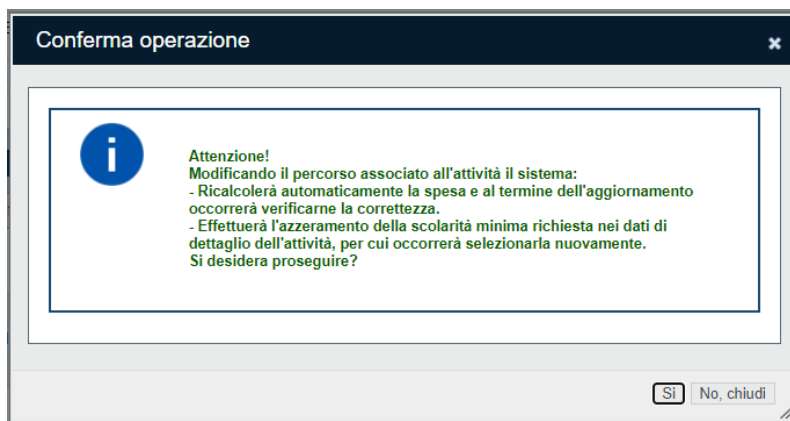 Conferma operazione
Attenzione!
Modificando il percorso associato all'attività il sistema:
- Ricalcolerà automaticamente la spesa e al termine dell'aggiornamento
occorrerà verificarne la correttezza.
- Effettuerà l'azzeramento della scolarità minima richiesta nei dati di
dettaglio dell'attività, per cui occorrerà selezionarla nuovamente.
Si desidera proseguire?
Si No, chiudi